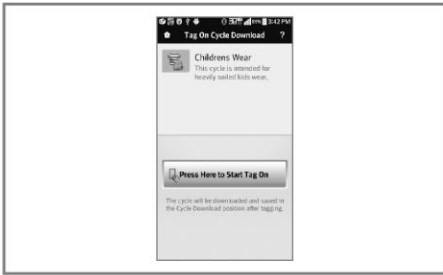 3:42 PM
Tag On Cycle Download ?
Childrens Wear
This cycle is intended for
heavily soiled kids wear.
Press Here to Start Tag On
The cycle will be downloaded and saved in
the Cycle Download position after tagging.